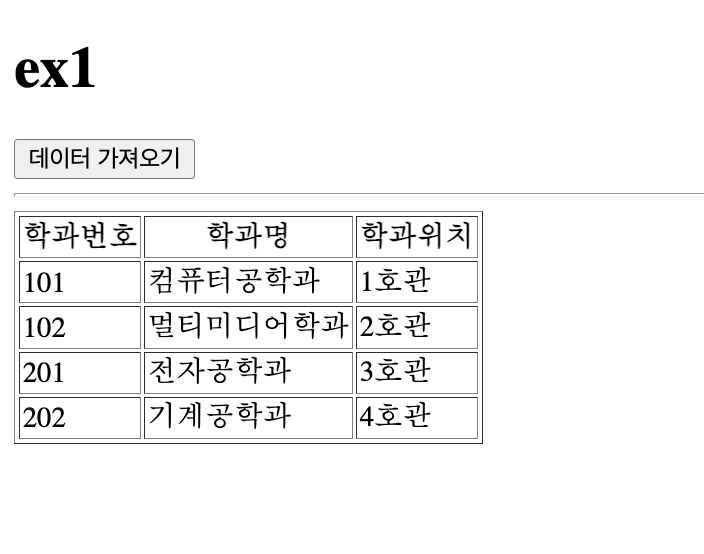 ex1
데이터 가져오기
학과번호 학과명 학과위치
101 컴퓨터공학과 1호관
102 멀티미디어학과 2호관
201 전자공학과 3호관
202 기계공학과 4호관